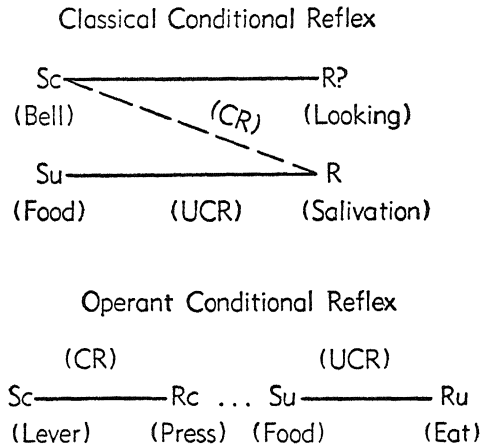 Classical Conditional Reflex
Sc R?
(Bell) (CR) (Looking)
Su R
(Food) (UCR) (Salivation)
Operant Conditional Reflex
(CR) (UCR)
Sc Rc ... Su Ru
(Lever) (Press) (Food) (Eat)